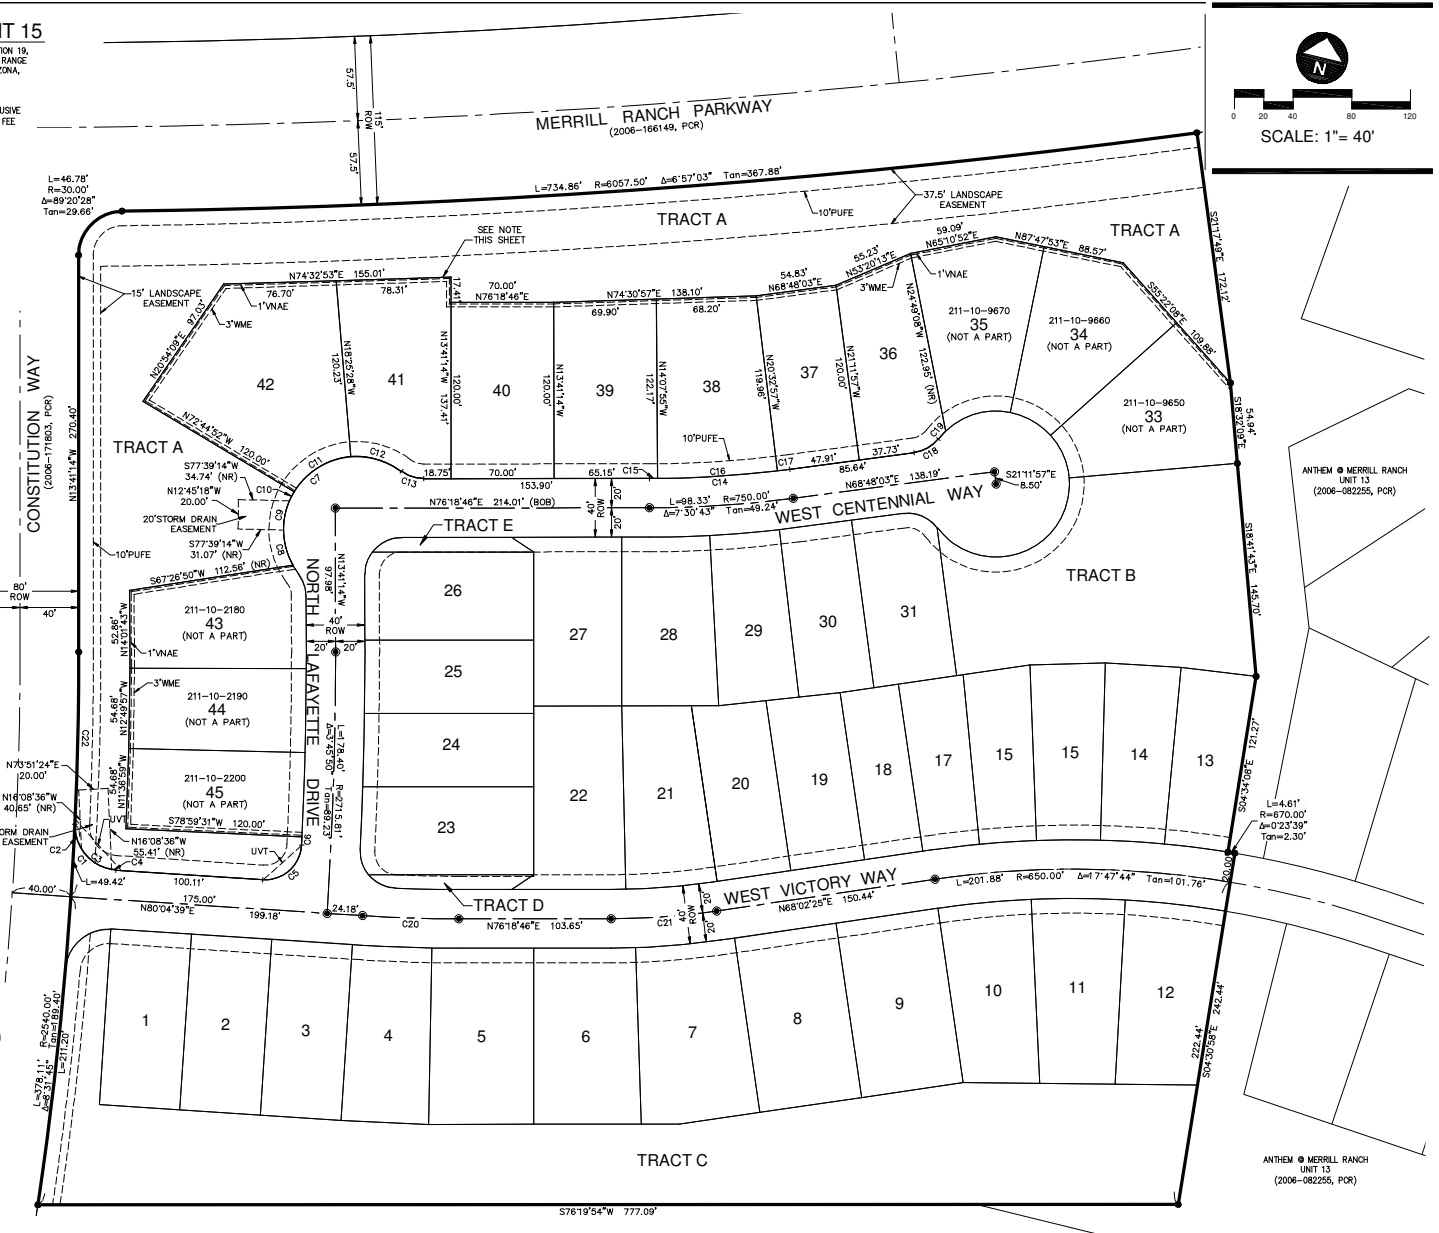 IT 15
ION 19,
RANGE
ZONA,
USIVE
FEE
N
0 20 40 80 120
SCALE: 1"= 40'
57.5'
115'
ROW
57.5'
MERRILL RANCH PARKWAY
(2006-166149, PCR)
L=46.78'
R=30.00'
Δ=89°20'28"
Tan=29.66'
L=734.86' R=6057.50' Δ=6°57'03" Tan=367.88'
10'PUFE
37.5' LANDSCAPE
EASEMENT
TRACT A
TRACT A
S21°17'49"E 172.12'
SEE NOTE
THIS SHEET
15' LANDSCAPE
EASEMENT
N74°32'53"E 155.01'
76.70'
78.31'
1'VNAE
3'WME
17.41'
70.00'
N76°18'46"E
N74°30'57"E 138.10'
69.90'
68.20'
54.83'
N68°48'03"E
55.23'
N53°20'13"E
3'WME
59.09'
N65°10'52"E
1'VNAE
N87°47'53"E 88.57'
S55°22'08"E 109.88'
N20°54'09"E 97.03'
N18°25'28"W
120.23'
N13°41'14"W 137.41'
120.00'
N13°41'14"W
120.00'
N14°07'55"W
122.17'
N20°32'57"W
119.96'
N21°11'57"W
120.00'
N24°49'08"W 122.95' (NR)
42
41
40
39
38
37
36
211-10-9670
35
(NOT A PART)
211-10-9660
34
(NOT A PART)
211-10-9650
33
(NOT A PART)
S18°32'09"E
54.94'
CONSTITUTION WAY
(2006-171803, PCR)
N13°41'14"W 270.40'
TRACT A
N72°44'52"W 120.00'
S77°39'14"W
34.74' (NR)
N12°45'18"W
20.00'
20'STORM DRAIN
EASEMENT
S77°39'14"W
31.07' (NR)
C10
C11
C7
C12
C13
C9
C8
10'PUFE
18.75'
70.00'
65.15'
153.90'
C15
C16
C14
C17
47.91'
85.64'
37.73'
C18
C19
N76°18'46"E 214.01' (BOB)
40'
ROW
20'
20'
L=98.33' R=750.00'
Δ=7°30'43" Tan=49.24'
N68°48'03"E 138.19'
WEST CENTENNIAL WAY
S21°11'57"E
8.50'
ANTHEM @ MERRILL RANCH
UNIT 13
(2006-082255, PCR)
TRACT E
10'PUFE
S67°26'50"W 112.56' (NR)
N13°41'14"W
97.98'
NORTH LAFAYETTE DRIVE
80'
ROW
40'
40'
ROW
20'
20'
211-10-2180
43
(NOT A PART)
52.86'
N14°01'43"W
1'VNAE
3'WME
211-10-2190
44
(NOT A PART)
54.68'
N12°49'57"W
211-10-2200
45
(NOT A PART)
54.68'
N11°36'59"W
S78°59'31"W 120.00'
26
25
24
23
27
28
29
30
31
TRACT B
S18°41'43"E 145.70'
L=178.40' R=2715.81'
Δ=3°45'50" Tan=89.23'
22
21
20
19
18
17
15
15
14
13
S04°34'08"E 121.27'
C22
N73°51'24"E
20.00'
N16°08'36"W
40.65' (NR)
ORM DRAIN
EASEMENT
C2
C1
C3
C4
UVT
N16°08'36"W
55.41' (NR)
UVT
C5
C6
L=49.42'
100.11'
L=4.61'
R=670.00'
Δ=0°23'39"
Tan=2.30'
20.00'
40.00'
175.00'
N80°04'39"E
199.18'
24.18'
TRACT D
C20
N76°18'46"E 103.65'
C21
40'
ROW
20'
20'
WEST VICTORY WAY
N68°02'25"E 150.44'
L=201.88' R=650.00' Δ=17°47'44" Tan=101.76'
1
2
3
4
5
6
7
8
9
10
11
12
L=378.11' R=2540.00'
Δ=8°31'45" Tan=189.40'
L=211.20'
222.44'
S04°30'58"E 242.44'
TRACT C
S76°19'54"W 777.09'
ANTHEM @ MERRILL RANCH
UNIT 13
(2006-082255, PCR)